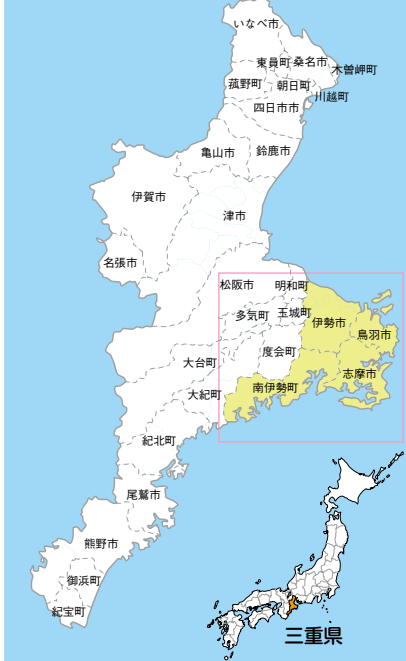 いなべ市
東員町
桑名市
木曽岬町
菰野町
朝日町
川越町
四日市市
亀山市
鈴鹿市
伊賀市
津市
名張市
松阪市
明和町
多気町
玉城町
伊勢市
鳥羽市
度会町
大台町
志摩市
南伊勢町
大紀町
紀北町
尾鷲市
熊野市
御浜町
紀宝町
三重県